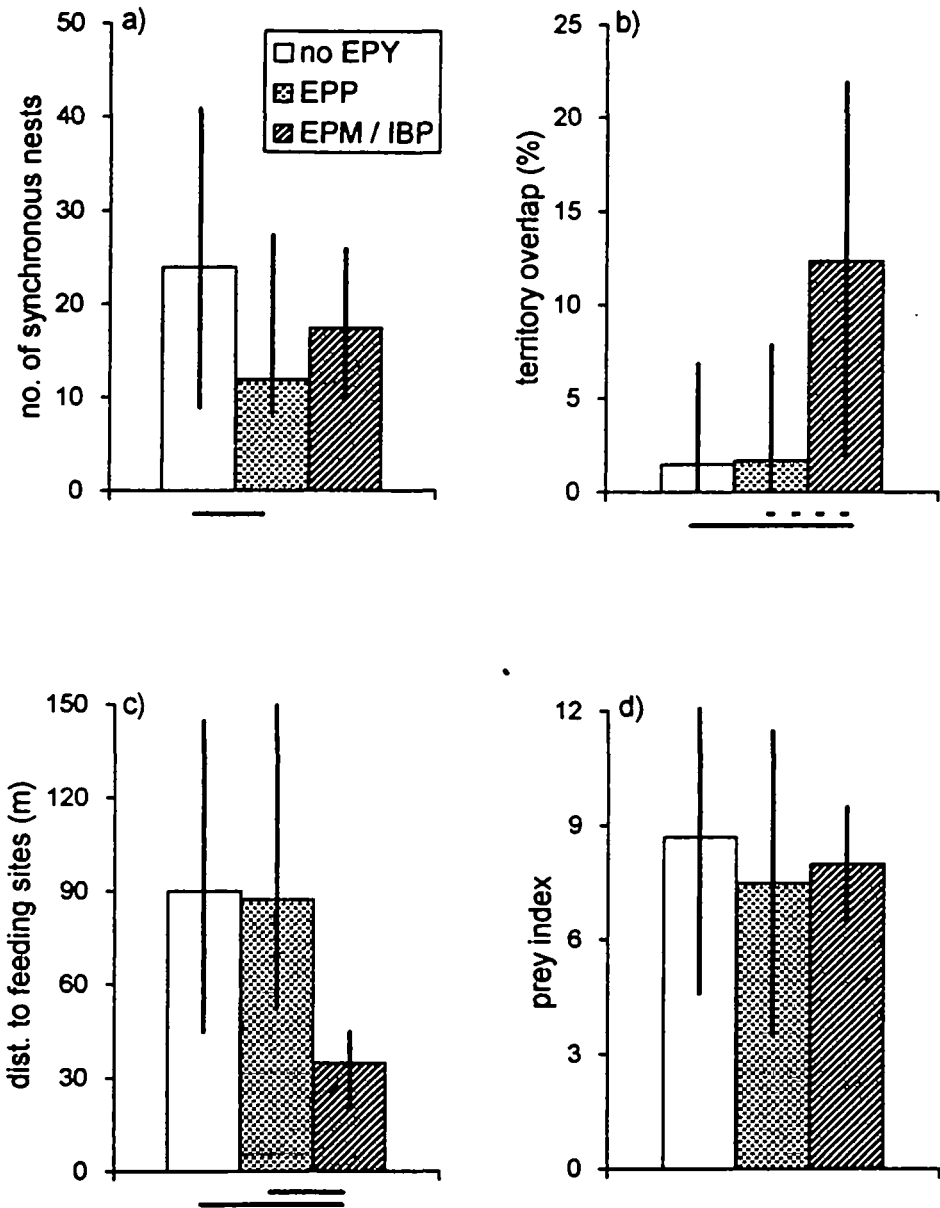 a)
50
40
30
20
10
0
no. of synchronous nests
no EPY
EPP
EPM / IBP
b)
25
20
15
10
5
0
territory overlap (%)
c)
150
120
90
60
30
0
dist. to feeding sites (m)
d)
12
9
6
3
0
prey index